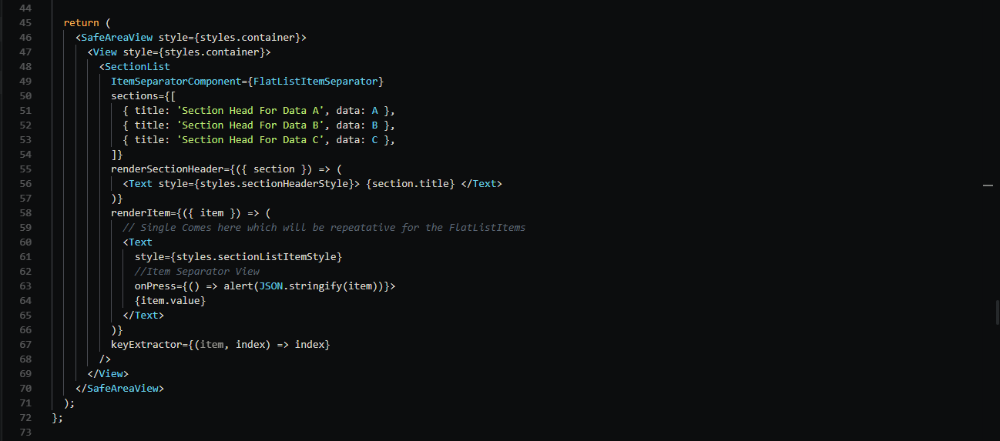 44
45 return (
46 <SafeAreaView style={styles.container}>
47 <View style={styles.container}>
48 <SectionList
49 ItemSeparatorComponent={FlatListItemSeparator}
50 sections={[
51 { title: 'Section Head For Data A', data: A },
52 { title: 'Section Head For Data B', data: B },
53 { title: 'Section Head For Data C', data: C },
54 ]}
55 renderSectionHeader={({ section }) => (
56 <Text style={styles.sectionHeaderStyle}> {section.title} </Text>
57 )}
58 renderItem={({ item }) => (
59 // Single Comes here which will be repeatative for the FlatListItems
60 <Text
61 style={styles.sectionListItemStyle}
62 //Item Separator View
63 onPress={() => alert(JSON.stringify(item))}>
64 {item.value}
65 </Text>
66 )}
67 keyExtractor={(item, index) => index}
68 />
69 </View>
70 </SafeAreaView>
71 );
72 };
73